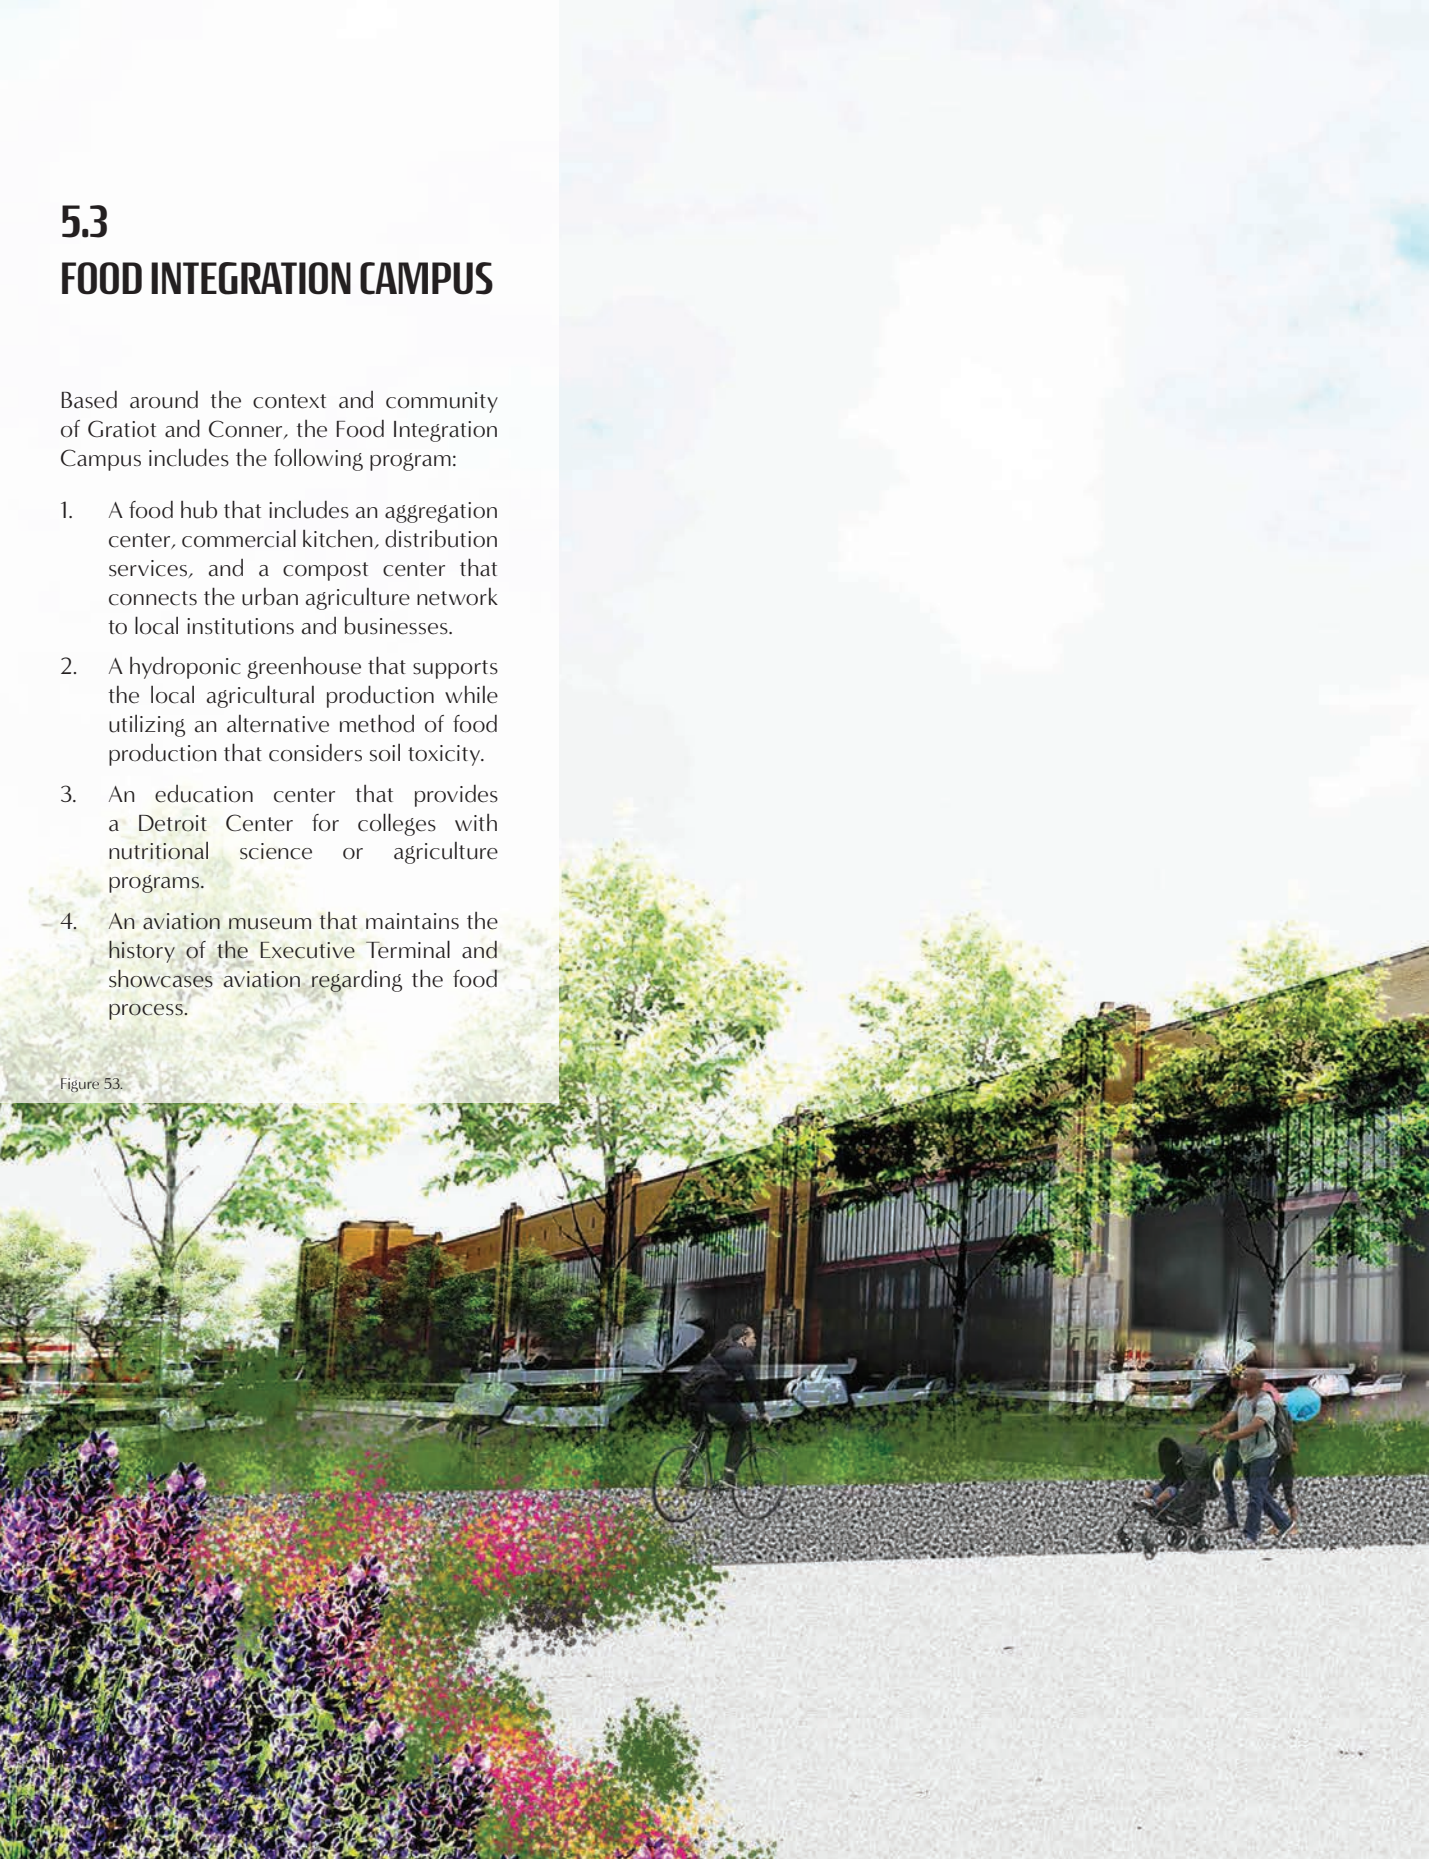 5.3
FOOD INTEGRATION CAMPUS
Based around the context and community
of Gratiot and Conner, the Food Integration
Campus includes the following program:
1. A food hub that includes an aggregation
center, commercial kitchen, distribution
services, and a compost center that
connects the urban agriculture network
to local institutions and businesses.
2. A hydroponic greenhouse that supports
the local agricultural production while
utilizing an alternative method of food
production that considers soil toxicity.
3. An education center that provides
a Detroit Center for colleges with
nutritional science or agriculture
programs.
4. An aviation museum that maintains the
history of the Executive Terminal and
showcases aviation regarding the food
process.
Figure 53.